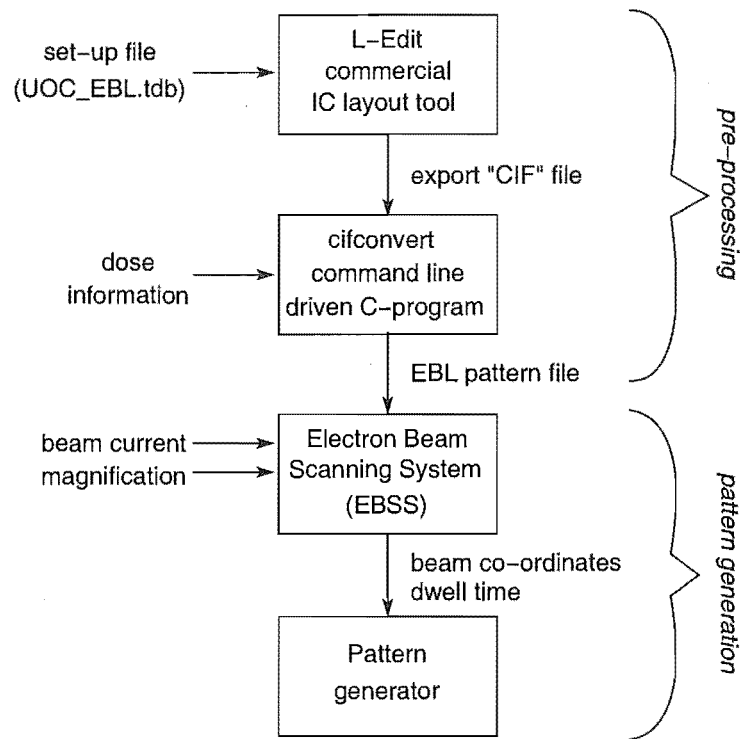 set-up file
(UOC_EBL.tdb)
L-Edit
commercial
IC layout tool
export "CIF" file
dose
information
cifconvert
command line
driven C-program
EBL pattern file
pre-processing
beam current
magnification
Electron Beam
Scanning System
(EBSS)
beam co-ordinates
dwell time
Pattern
generator
pattern generation